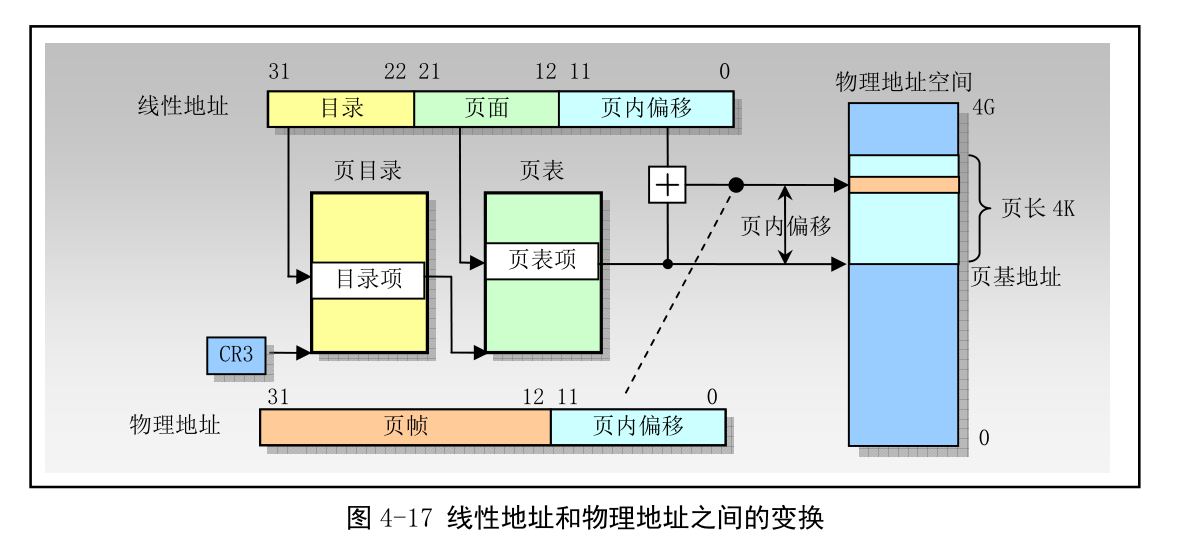 31 22 21 12 11 0
物理地址空间
线性地址 目录 页面 页内偏移 4G
页目录 页表
页内偏移 页长 4K
目录项 页表项 页基地址
CR3
31 12 11 0
物理地址 页帧 页内偏移 0
图 4-17 线性地址和物理地址之间的变换